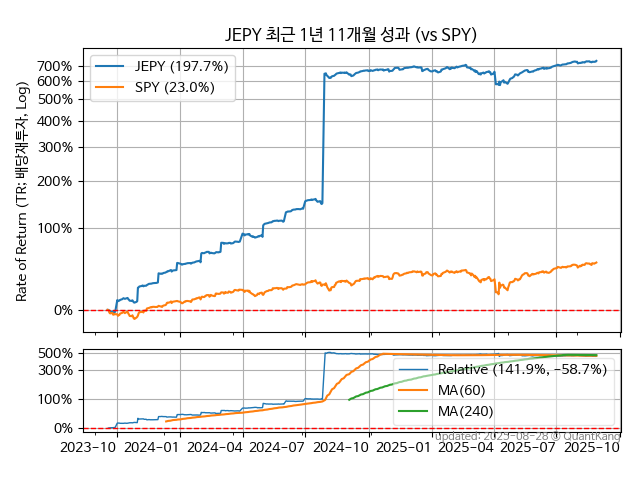 JEPY 최근 1년 11개월 성과 (vs SPY)
Rate of Return (TR; 배당재투자, Log)
700%
600%
500%
400%
300%
200%
100%
0%
JEPY (197.7%)
SPY (23.0%)
500%
300%
100%
0%
Relative (141.9%, −58.7%)
MA(60)
MA(240)
updated: 2025-08-28 © QuantKang
2023-10 2024-01 2024-04 2024-07 2024-10 2025-01 2025-04 2025-07 2025-10